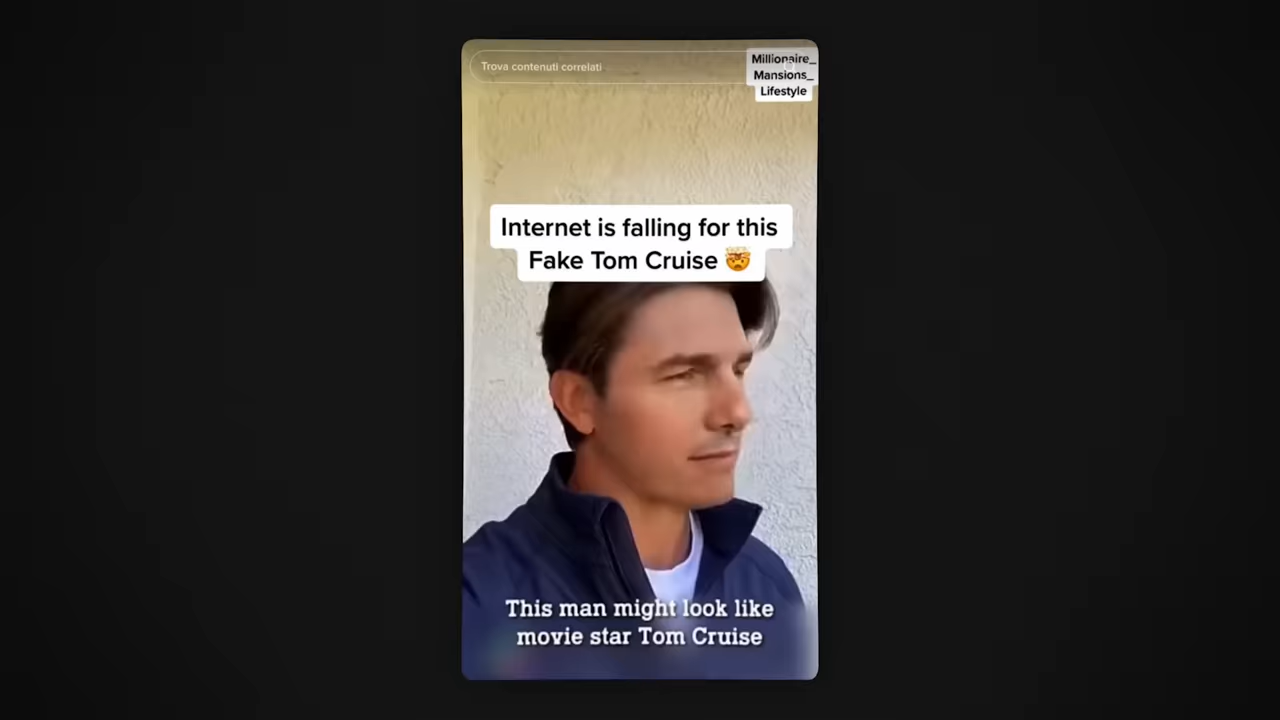 Trova contenuti correlati
Millionaire_
Mansions_
Lifestyle
Internet is falling for this
Fake Tom Cruise 🤯
This man might look like
movie star Tom Cruise